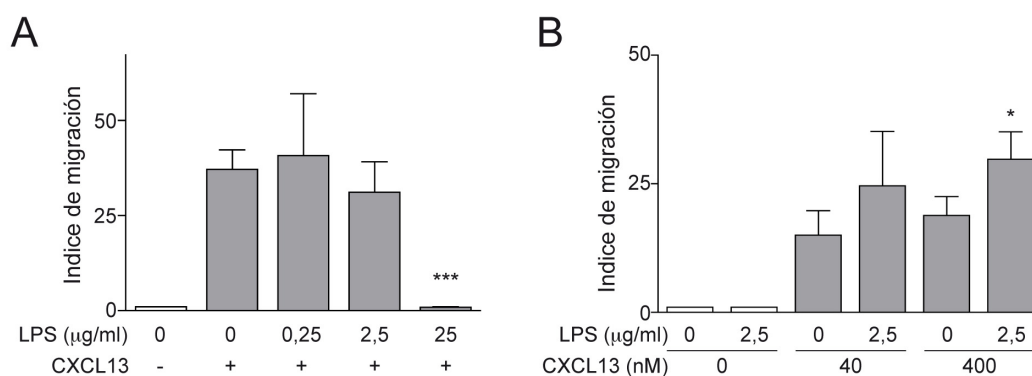 A
Indice de migración
50
25
0
***
LPS (μg/ml) 0 0 0,25 2,5 25
CXCL13 - + + + +
B
Indice de migración
50
25
0
*
LPS (μg/ml) 0 2,5 0 2,5 0 2,5
CXCL13 (nM) 0 40 400